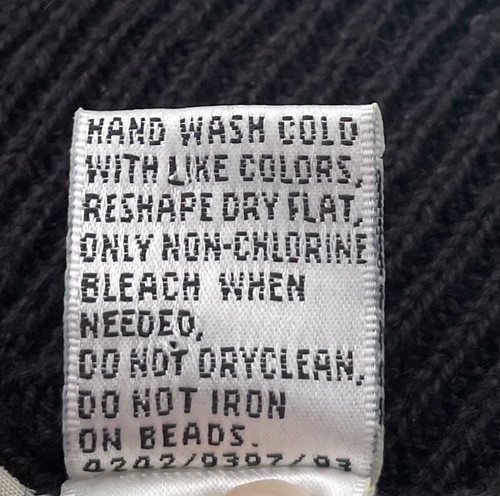 HAND WASH COLD
WITH LIKE COLORS,
RESHAPE DRY FLAT,
ONLY NON-CHLORINE
BLEACH WHEN
NEEDED,
DO NOT DRYCLEAN,
DO NOT IRON
ON BEADS.